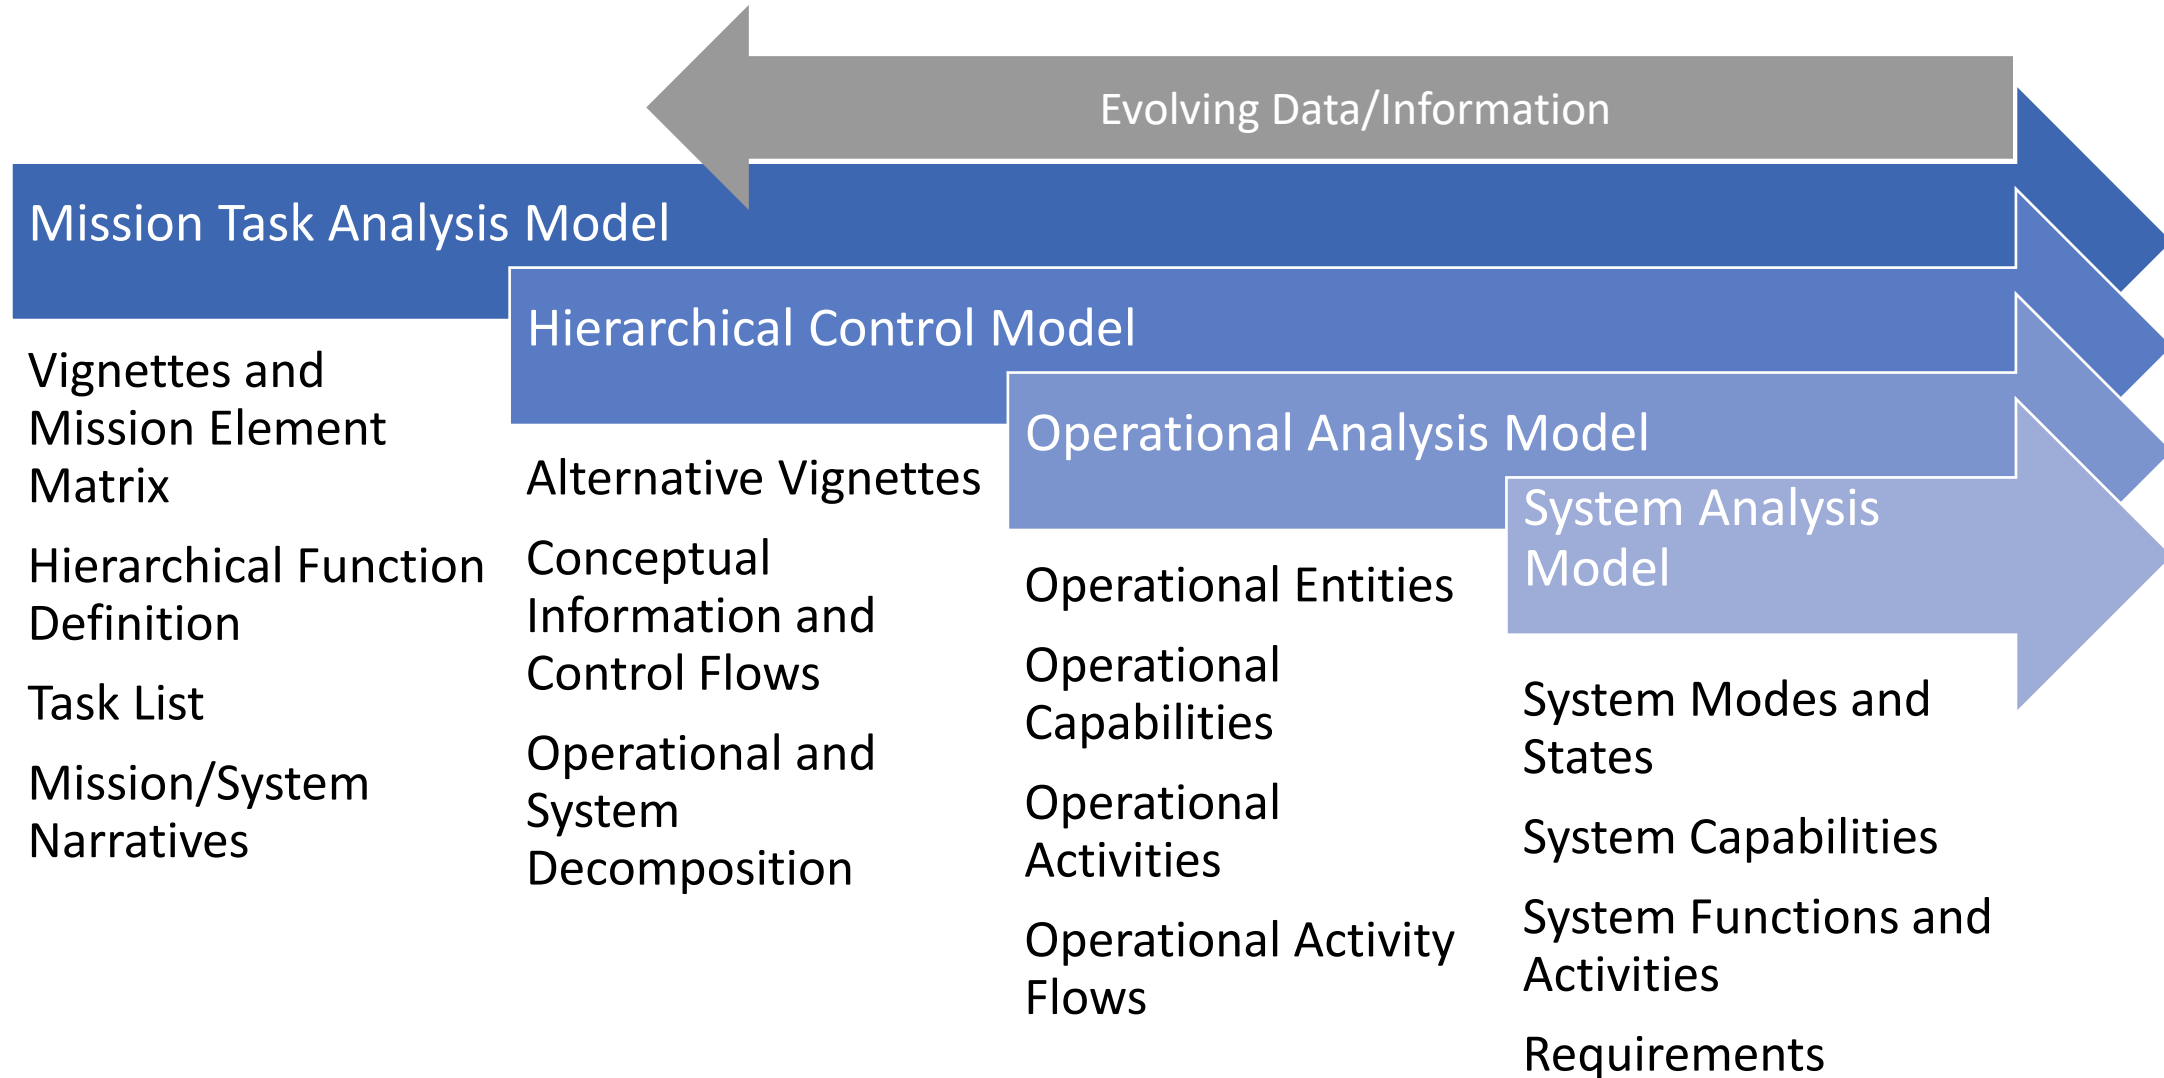 Evolving Data/Information
Mission Task Analysis Model
Vignettes and
Mission Element
Matrix
Hierarchical Function
Definition
Task List
Mission/System
Narratives
Hierarchical Control Model
Alternative Vignettes
Conceptual
Information and
Control Flows
Operational and
System
Decomposition
Operational Analysis Model
Operational Entities
Operational
Capabilities
Operational
Activities
Operational Activity
Flows
System Analysis
Model
System Modes and
States
System Capabilities
System Functions and
Activities
Requirements